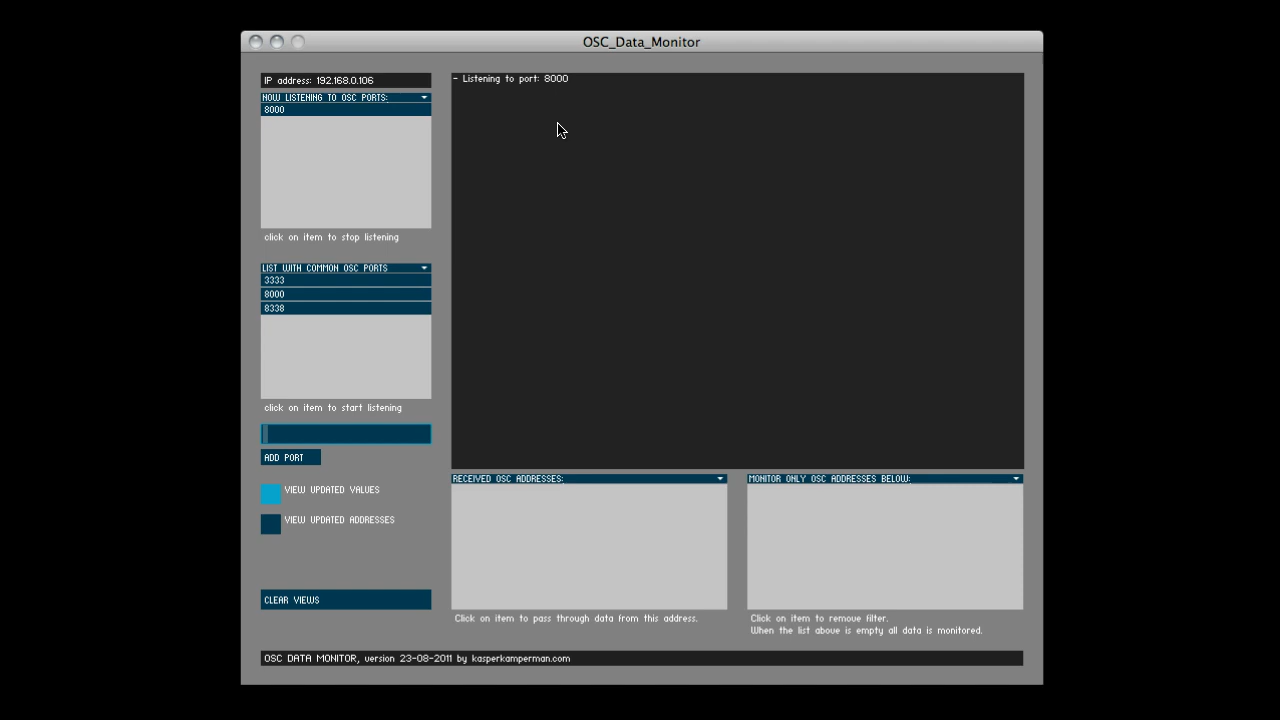 OSC_Data_Monitor
IP address: 192.168.0.106
NOW LISTENING TO OSC PORTS:
8000
click on item to stop listening
LIST WITH COMMON OSC PORTS
3333
8000
8338
click on item to start listening
ADD PORT
VIEW UPDATED VALUES
VIEW UPDATED ADDRESSES
CLEAR VIEWS
- Listening to port: 8000
RECEIVED OSC ADDRESSES:
Click on item to pass through data from this address.
MONITOR ONLY OSC ADDRESSES BELOW:
Click on item to remove filter.
When the list above is empty all data is monitored.
OSC DATA MONITOR, version 23-08-2011 by kasperkamperman.com